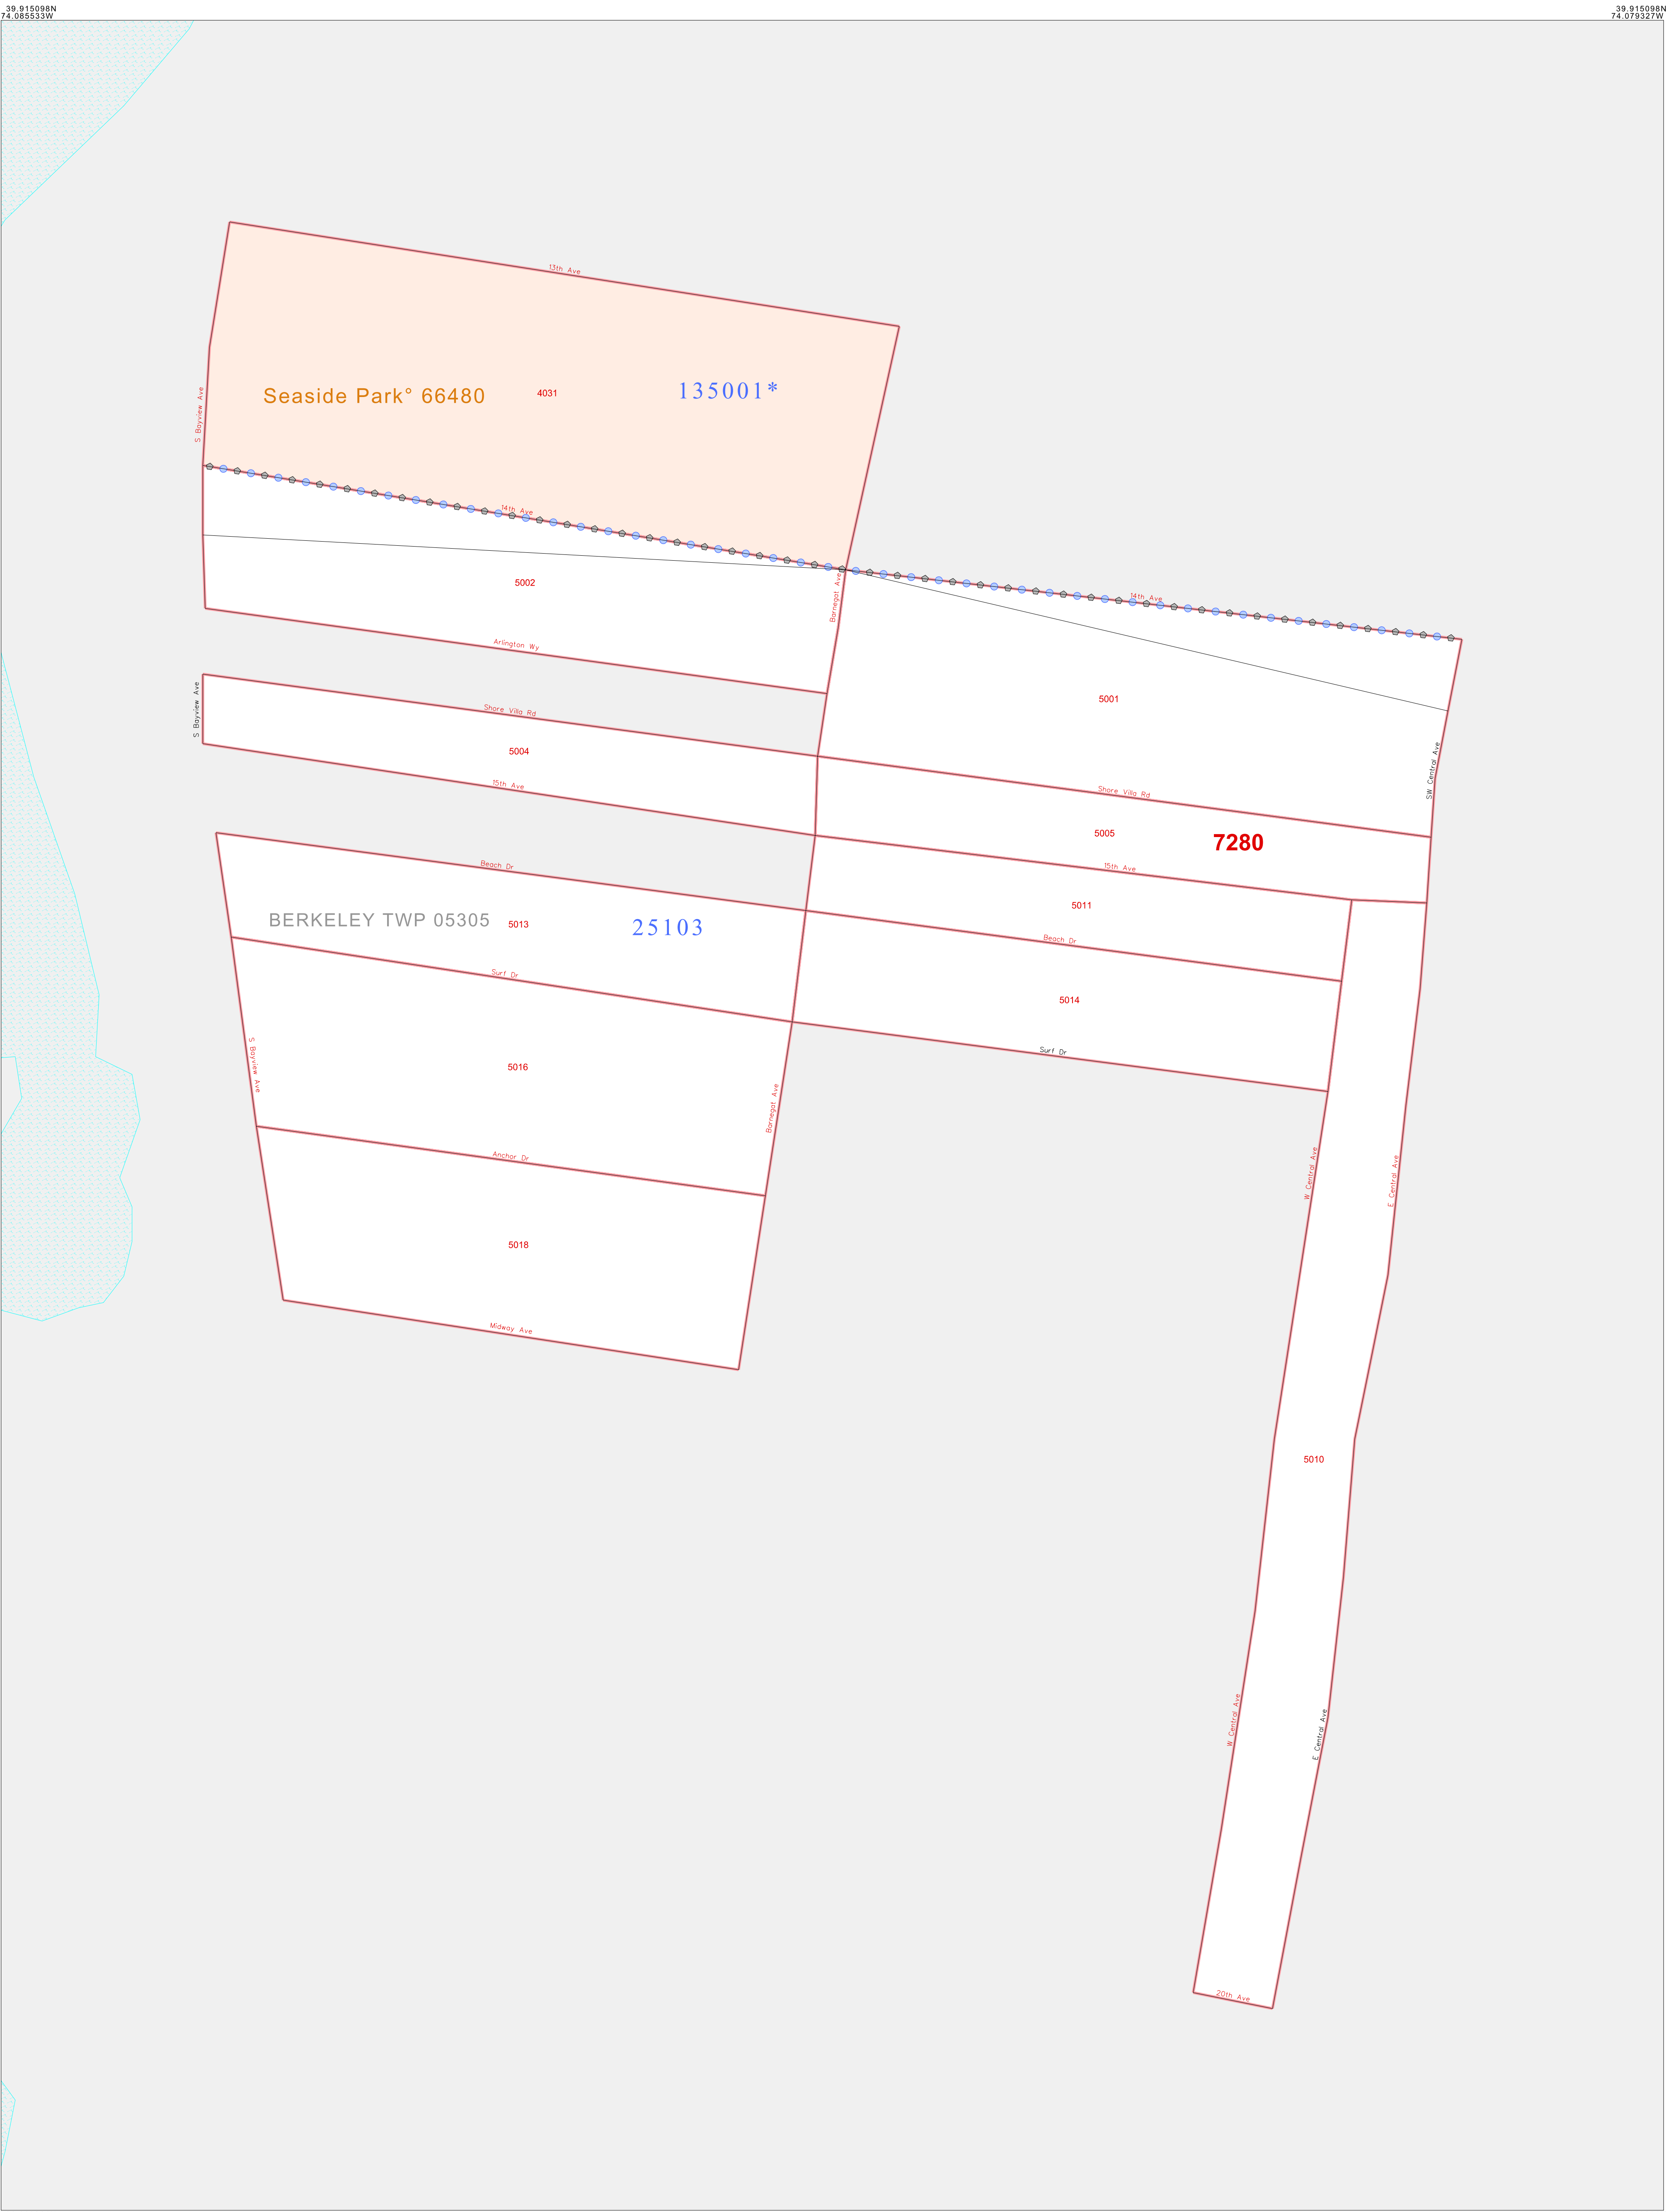 39.915098N
74.085533W
39.915098N
74.079327W
13th Ave
S Bayview Ave
Seaside Park° 66480
4031
135001*
14th Ave
5002
Barnegat Ave
14th Ave
Arlington Wy
5001
S Bayview Ave
Shore Villa Rd
5004
SW Central Ave
Shore Villa Rd
15th Ave
5005
7280
Beach Dr
15th Ave
BERKELEY TWP 05305
5013
25103
5011
Beach Dr
Surf Dr
5014
S Bayview Ave
5016
Surf Dr
Barnegat Ave
Anchor Dr
W Central Ave
E Central Ave
5018
Midway Ave
5010
W Central Ave
E Central Ave
20th Ave